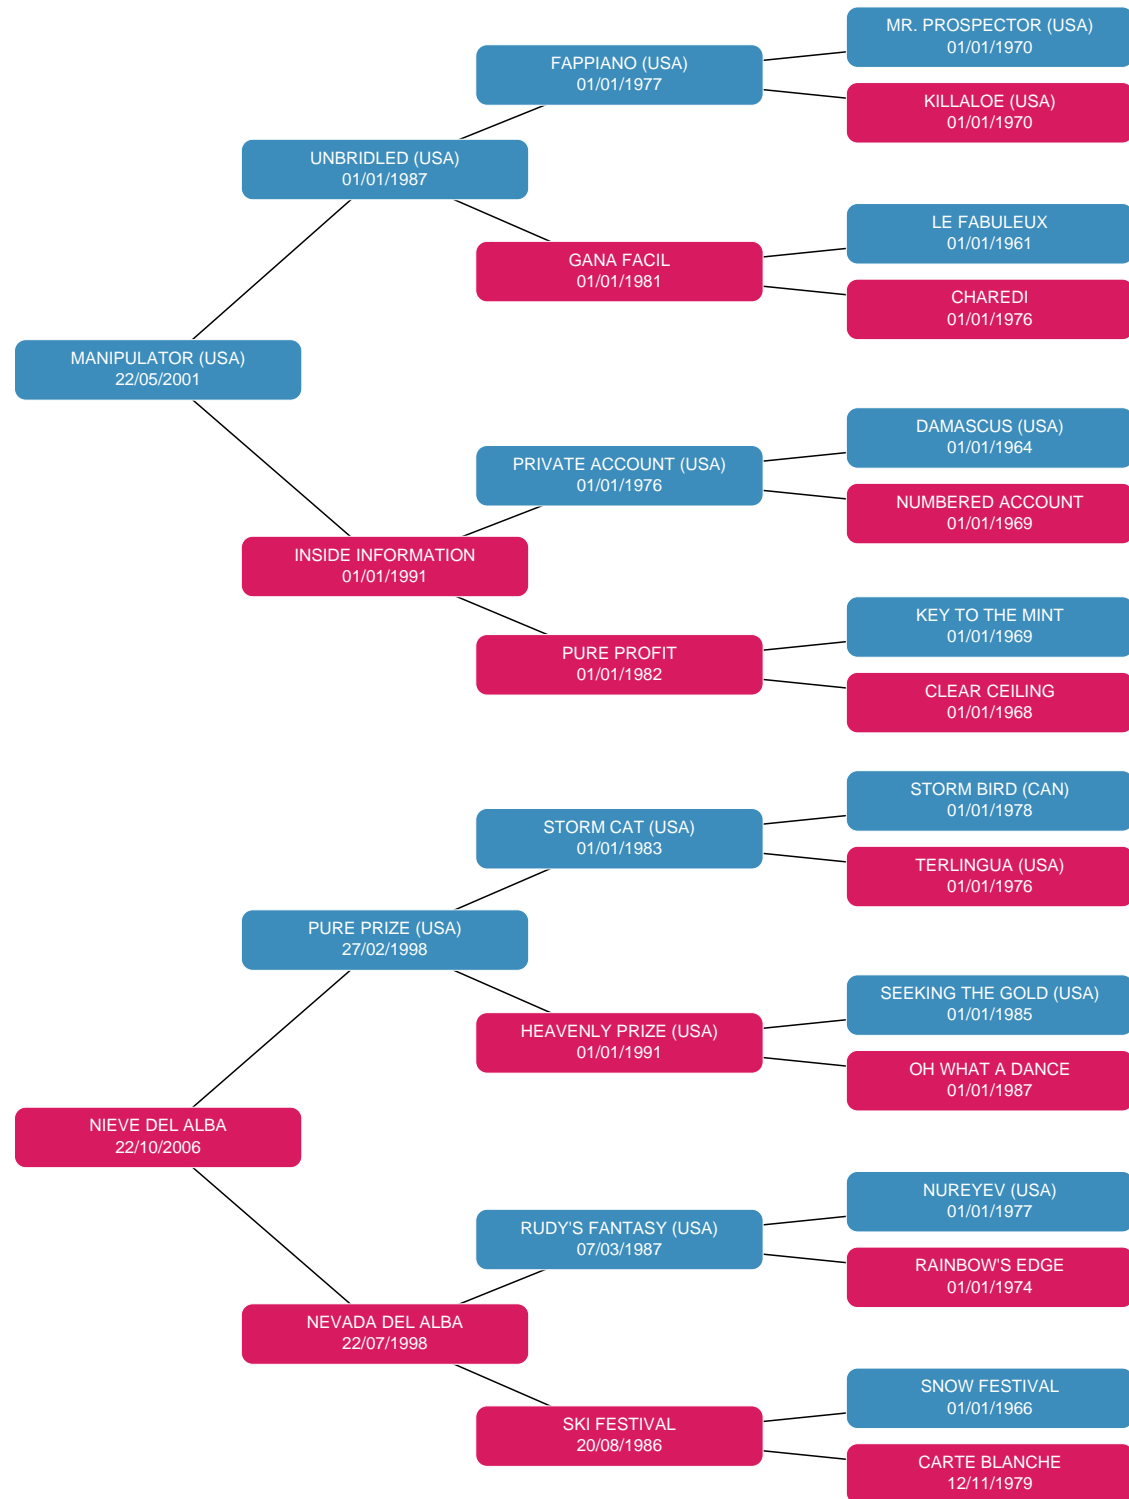 MR. PROSPECTOR (USA)
01/01/1970
FAPPIANO (USA)
01/01/1977
KILLALOE (USA)
01/01/1970
UNBRIDLED (USA)
01/01/1987
LE FABULEUX
01/01/1961
GANA FACIL
01/01/1981
CHAREDI
01/01/1976
MANIPULATOR (USA)
22/05/2001
DAMASCUS (USA)
01/01/1964
PRIVATE ACCOUNT (USA)
01/01/1976
NUMBERED ACCOUNT
01/01/1969
INSIDE INFORMATION
01/01/1991
KEY TO THE MINT
01/01/1969
PURE PROFIT
01/01/1982
CLEAR CEILING
01/01/1968
STORM BIRD (CAN)
01/01/1978
STORM CAT (USA)
01/01/1983
TERLINGUA (USA)
01/01/1976
PURE PRIZE (USA)
27/02/1998
SEEKING THE GOLD (USA)
01/01/1985
HEAVENLY PRIZE (USA)
01/01/1991
OH WHAT A DANCE
01/01/1987
NIEVE DEL ALBA
22/10/2006
NUREYEV (USA)
01/01/1977
RUDY'S FANTASY (USA)
07/03/1987
RAINBOW'S EDGE
01/01/1974
NEVADA DEL ALBA
22/07/1998
SNOW FESTIVAL
01/01/1966
SKI FESTIVAL
20/08/1986
CARTE BLANCHE
12/11/1979